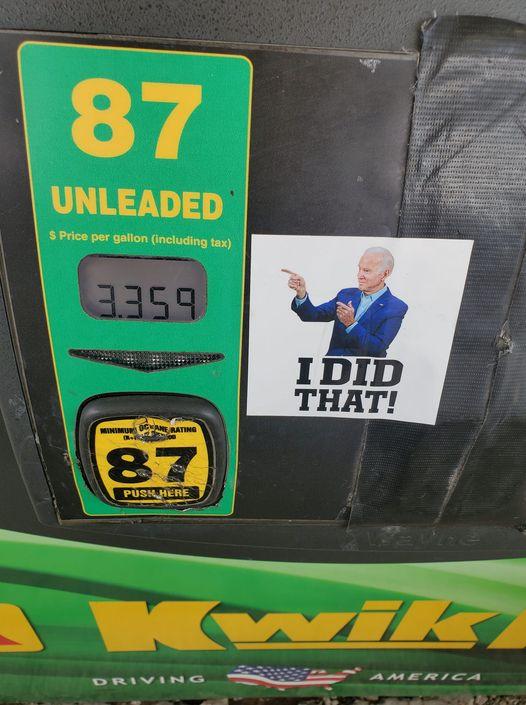 87
UNLEADED
$ Price per gallon (including tax)
3.359
I DID
THAT!
MINIMUM OCTANE RATING
87
PUSH HERE
Wayne
Kwik
DRIVING AMERICA